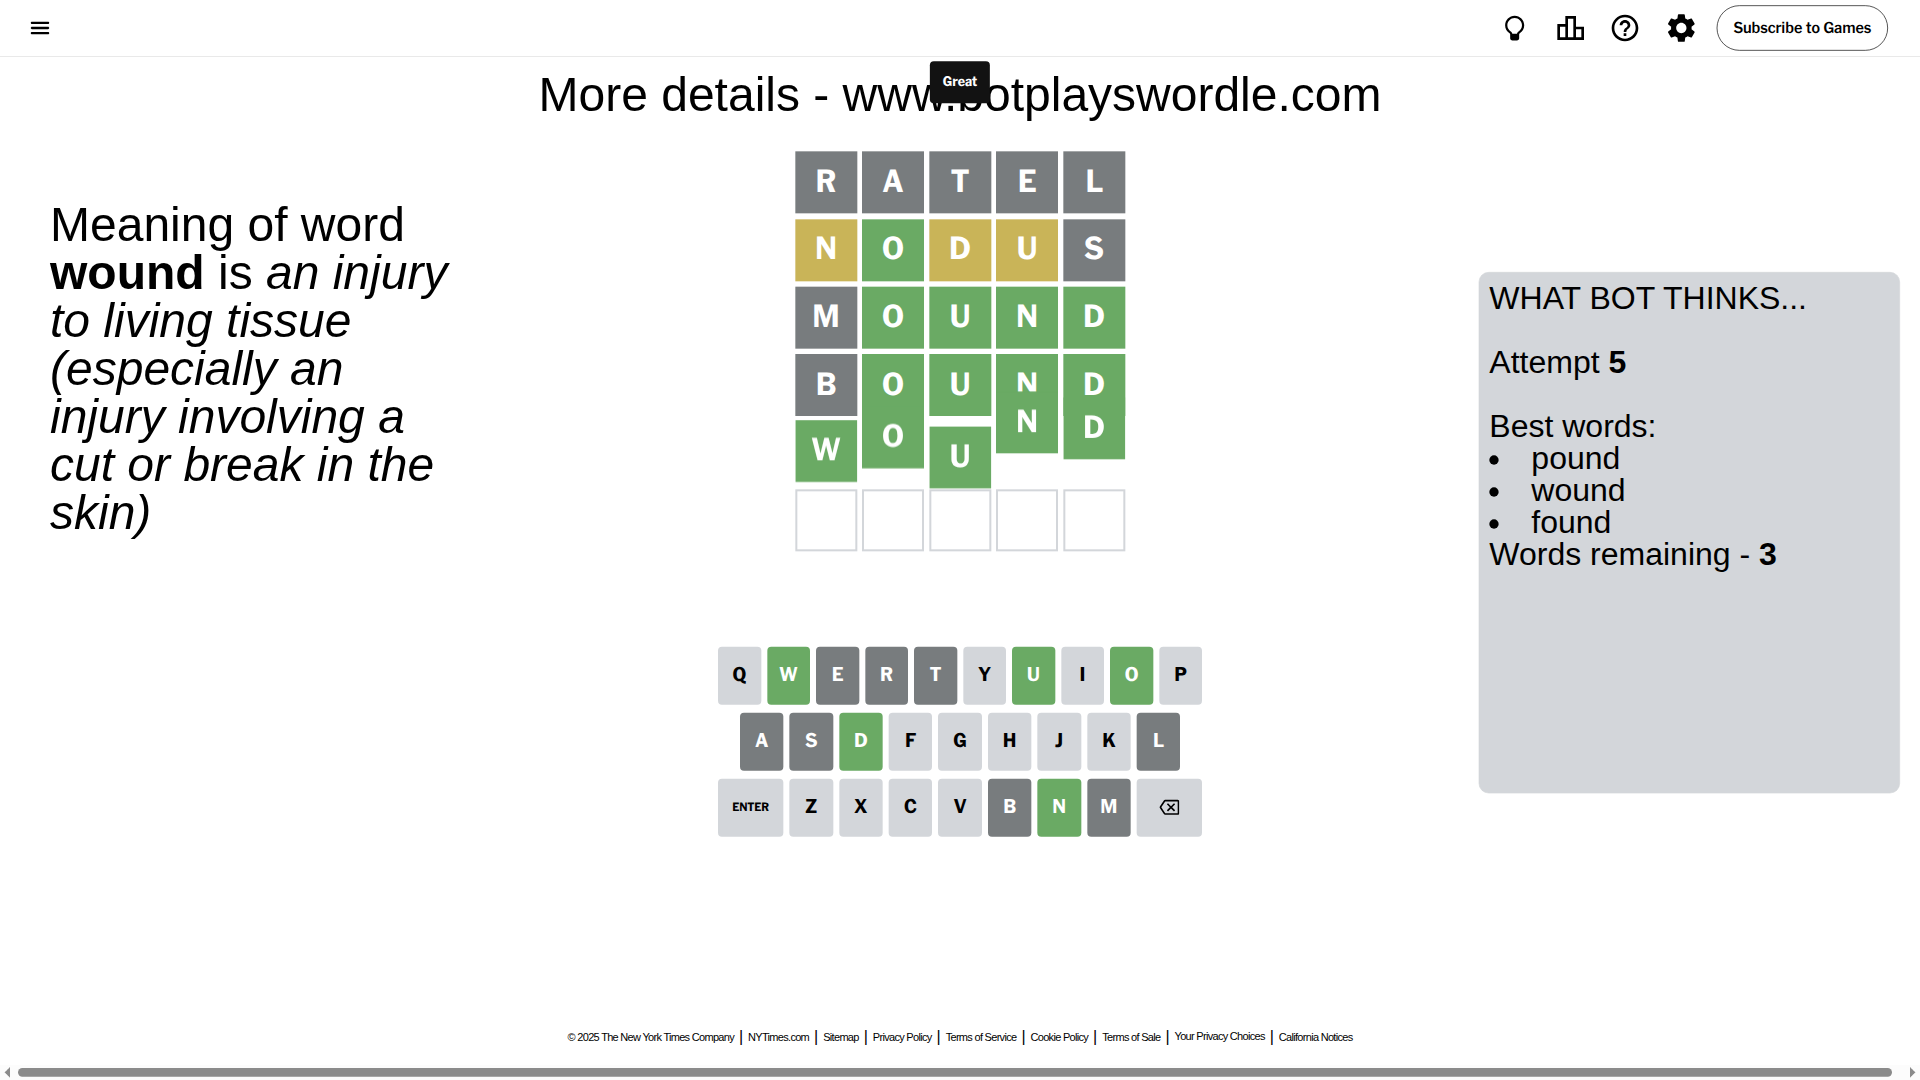 Subscribe to Games
Great
More details - www.botplayswordle.com
Meaning of word
wound is an injury
to living tissue
(especially an
injury involving a
cut or break in the
skin)
R A T E L
N O D U S
M O U N D
B O U N D
W O U N D
WHAT BOT THINKS...
Attempt 5
Best words:
• pound
• wound
• found
Words remaining - 3
Q W E R T Y U I O P
A S D F G H J K L
ENTER Z X C V B N M
© 2025 The New York Times Company | NYTimes.com | Sitemap | Privacy Policy | Terms of Service | Cookie Policy | Terms of Sale | Your Privacy Choices | California Notices